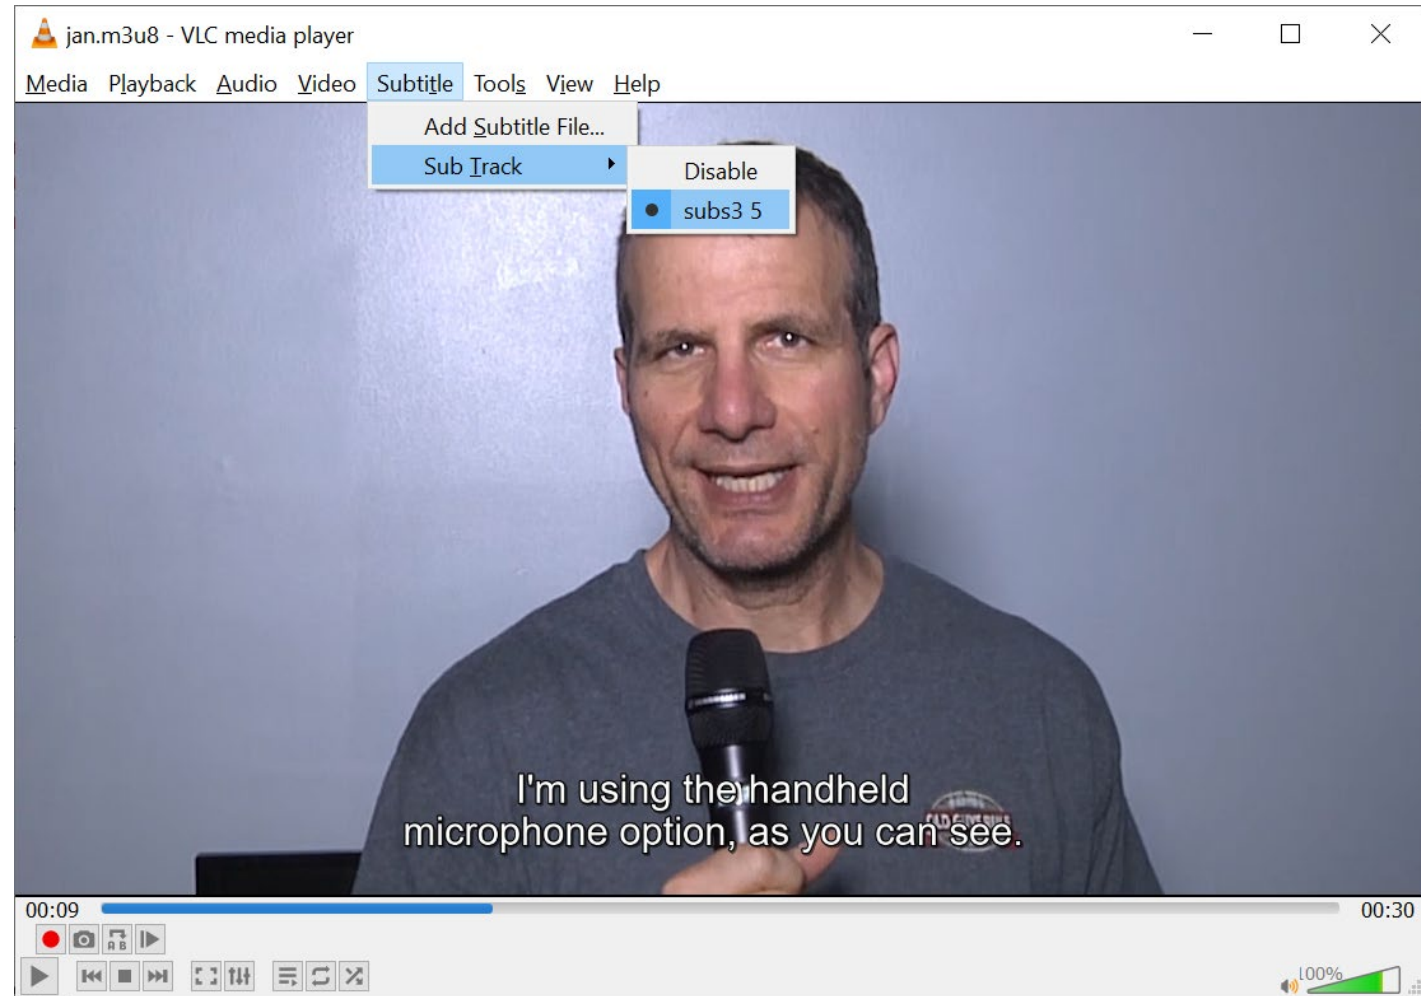 jan.m3u8 - VLC media player
Media Playback Audio Video Subtitle Tools View Help
Add Subtitle File...
Sub Track
Disable
subs3 5
I'm using the handheld
microphone option, as you can see.
00:09
00:30
A B
100%